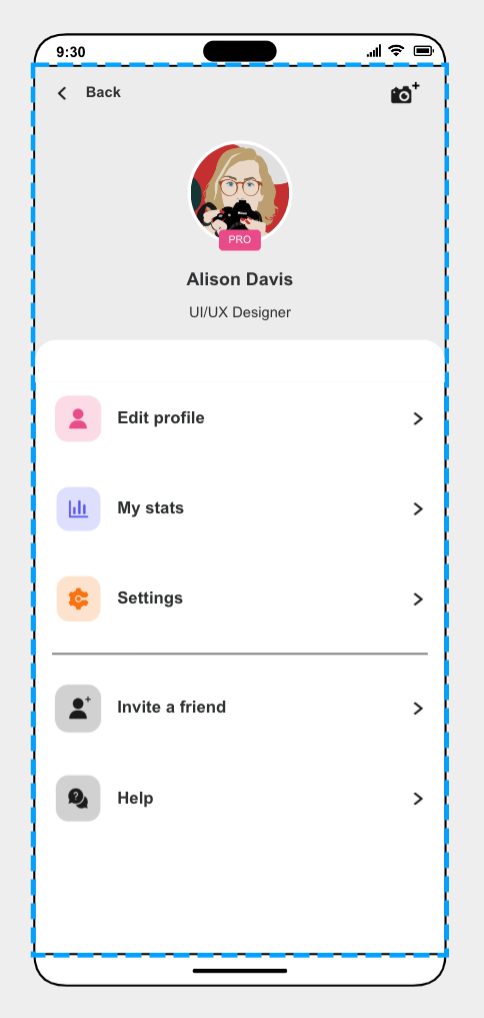 9:30
Back
PRO
Alison Davis
UI/UX Designer
Edit profile
My stats
Settings
Invite a friend
Help